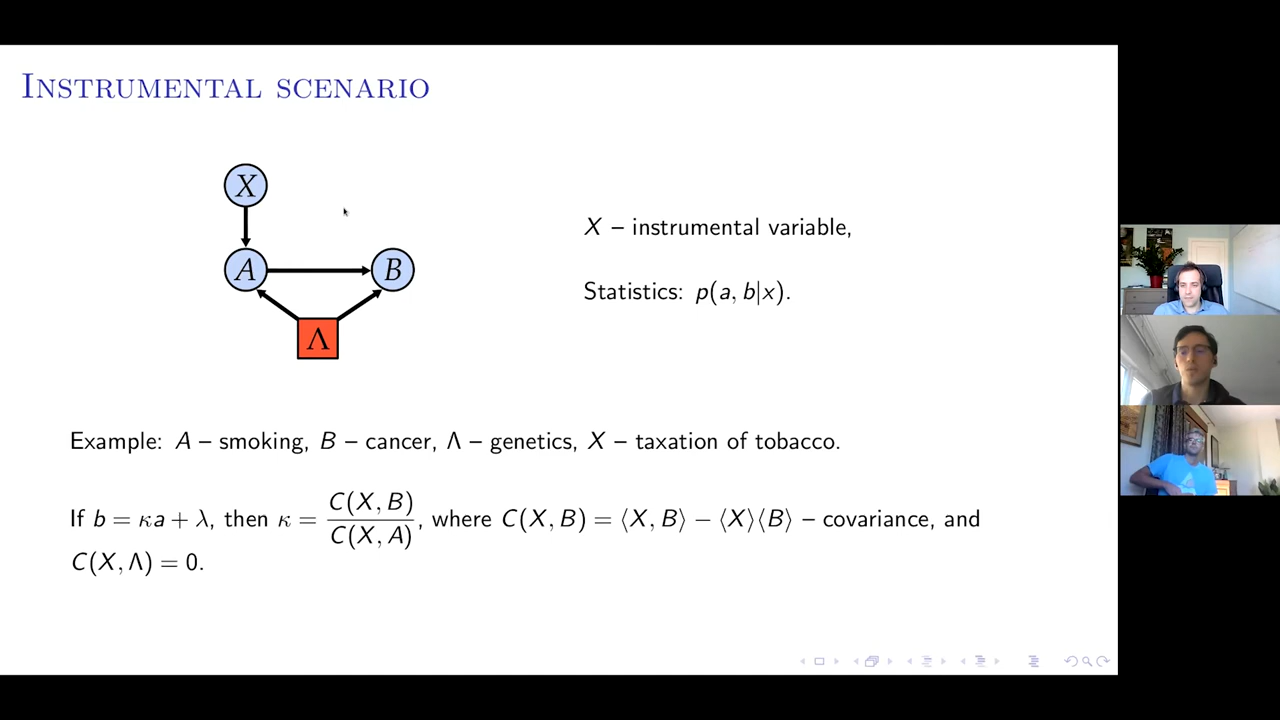 Instrumental scenario
X
A
B
Λ
X – instrumental variable,
Statistics: p(a, b|x).
Example: A – smoking, B – cancer, Λ – genetics, X – taxation of tobacco.
If b = κa + λ, then κ = C(X, B) / C(X, A), where C(X, B) = ⟨X, B⟩ − ⟨X⟩⟨B⟩ – covariance, and
C(X, Λ) = 0.